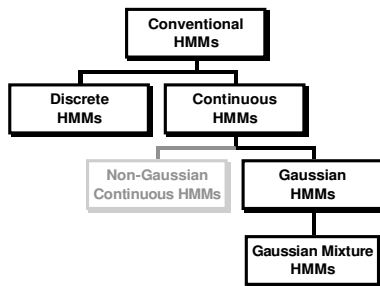 Conventional
HMMs
Discrete
HMMs
Continuous
HMMs
Non-Gaussian
Continuous HMMs
Gaussian
HMMs
Gaussian Mixture
HMMs